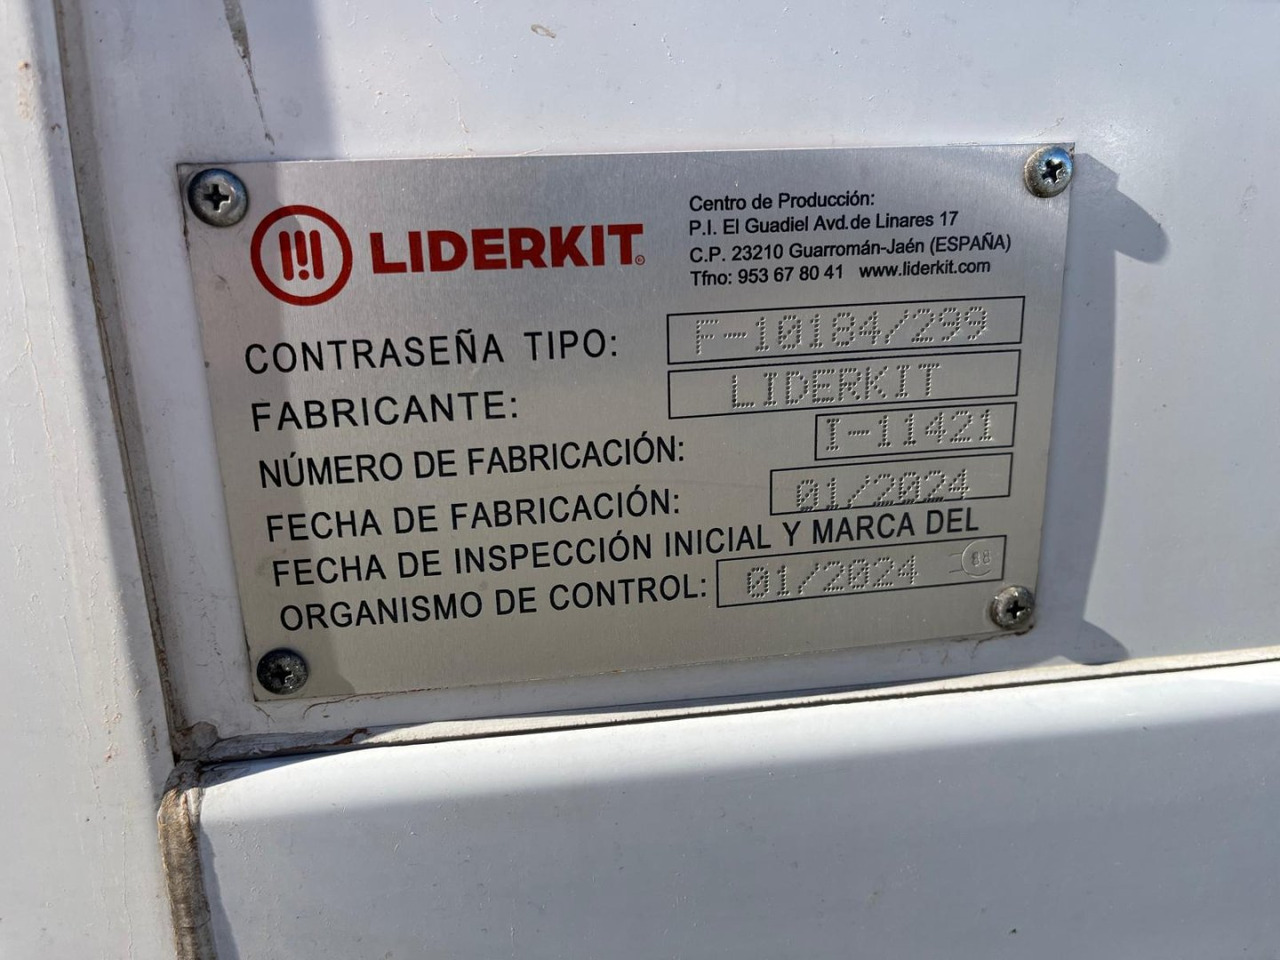 LIDERKIT
Centro de Producción:
P.I. El Guadiel Avd.de Linares 17
C.P. 23210 Guarromán-Jaén (ESPAÑA)
Tfno: 953 67 80 41 www.liderkit.com
CONTRASEÑA TIPO: F-10184/299
FABRICANTE: LIDERKIT
NÚMERO DE FABRICACIÓN: I-11421
FECHA DE FABRICACIÓN: 01/2024
FECHA DE INSPECCIÓN INICIAL Y MARCA DEL
ORGANISMO DE CONTROL: 01/2024